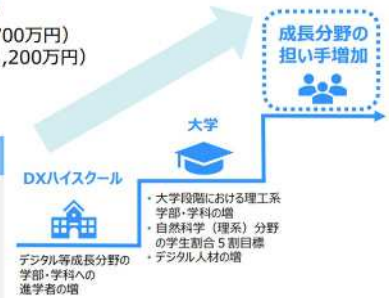 00万円）
,200万円）
成長分野の
担い手増加
大学
DXハイスクール
・大学段階における理工系
学部・学科の増
・自然科学（理系）分野
の学生割合５割目標
・デジタル人材の増
デジタル等成長分野の
学部・学科への
進学者の増